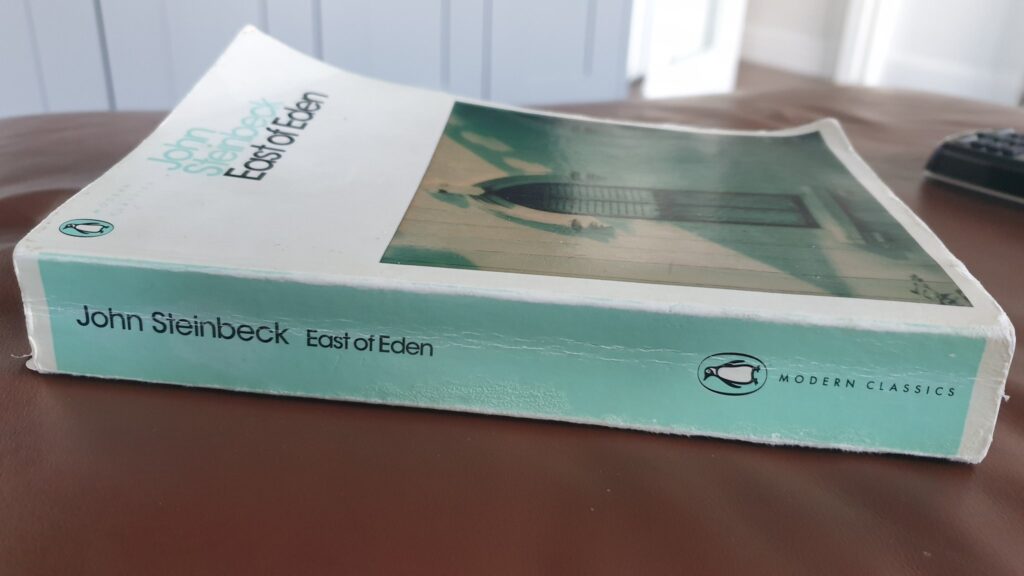 John
Steinbeck
East of Eden
John Steinbeck East of Eden
MODERN CLASSICS